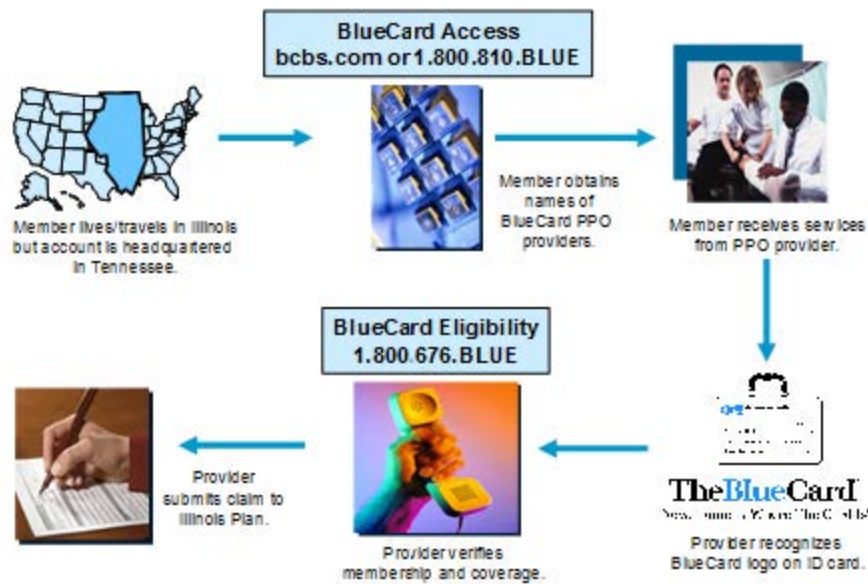 BlueCard Access
bcbs.com or 1.800.810.BLUE
Member lives/travels in Illinois
but account is headquartered
in Tennessee.
Member obtains
names of
BlueCard PPO
providers.
Member receives services
from PPO provider.
BlueCard Eligibility
1.800.676.BLUE
TheBlueCard
Provider recognizes
BlueCard logo on ID card.
Provider verifies
membership and coverage.
Provider
submits claim to
Illinois Plan.